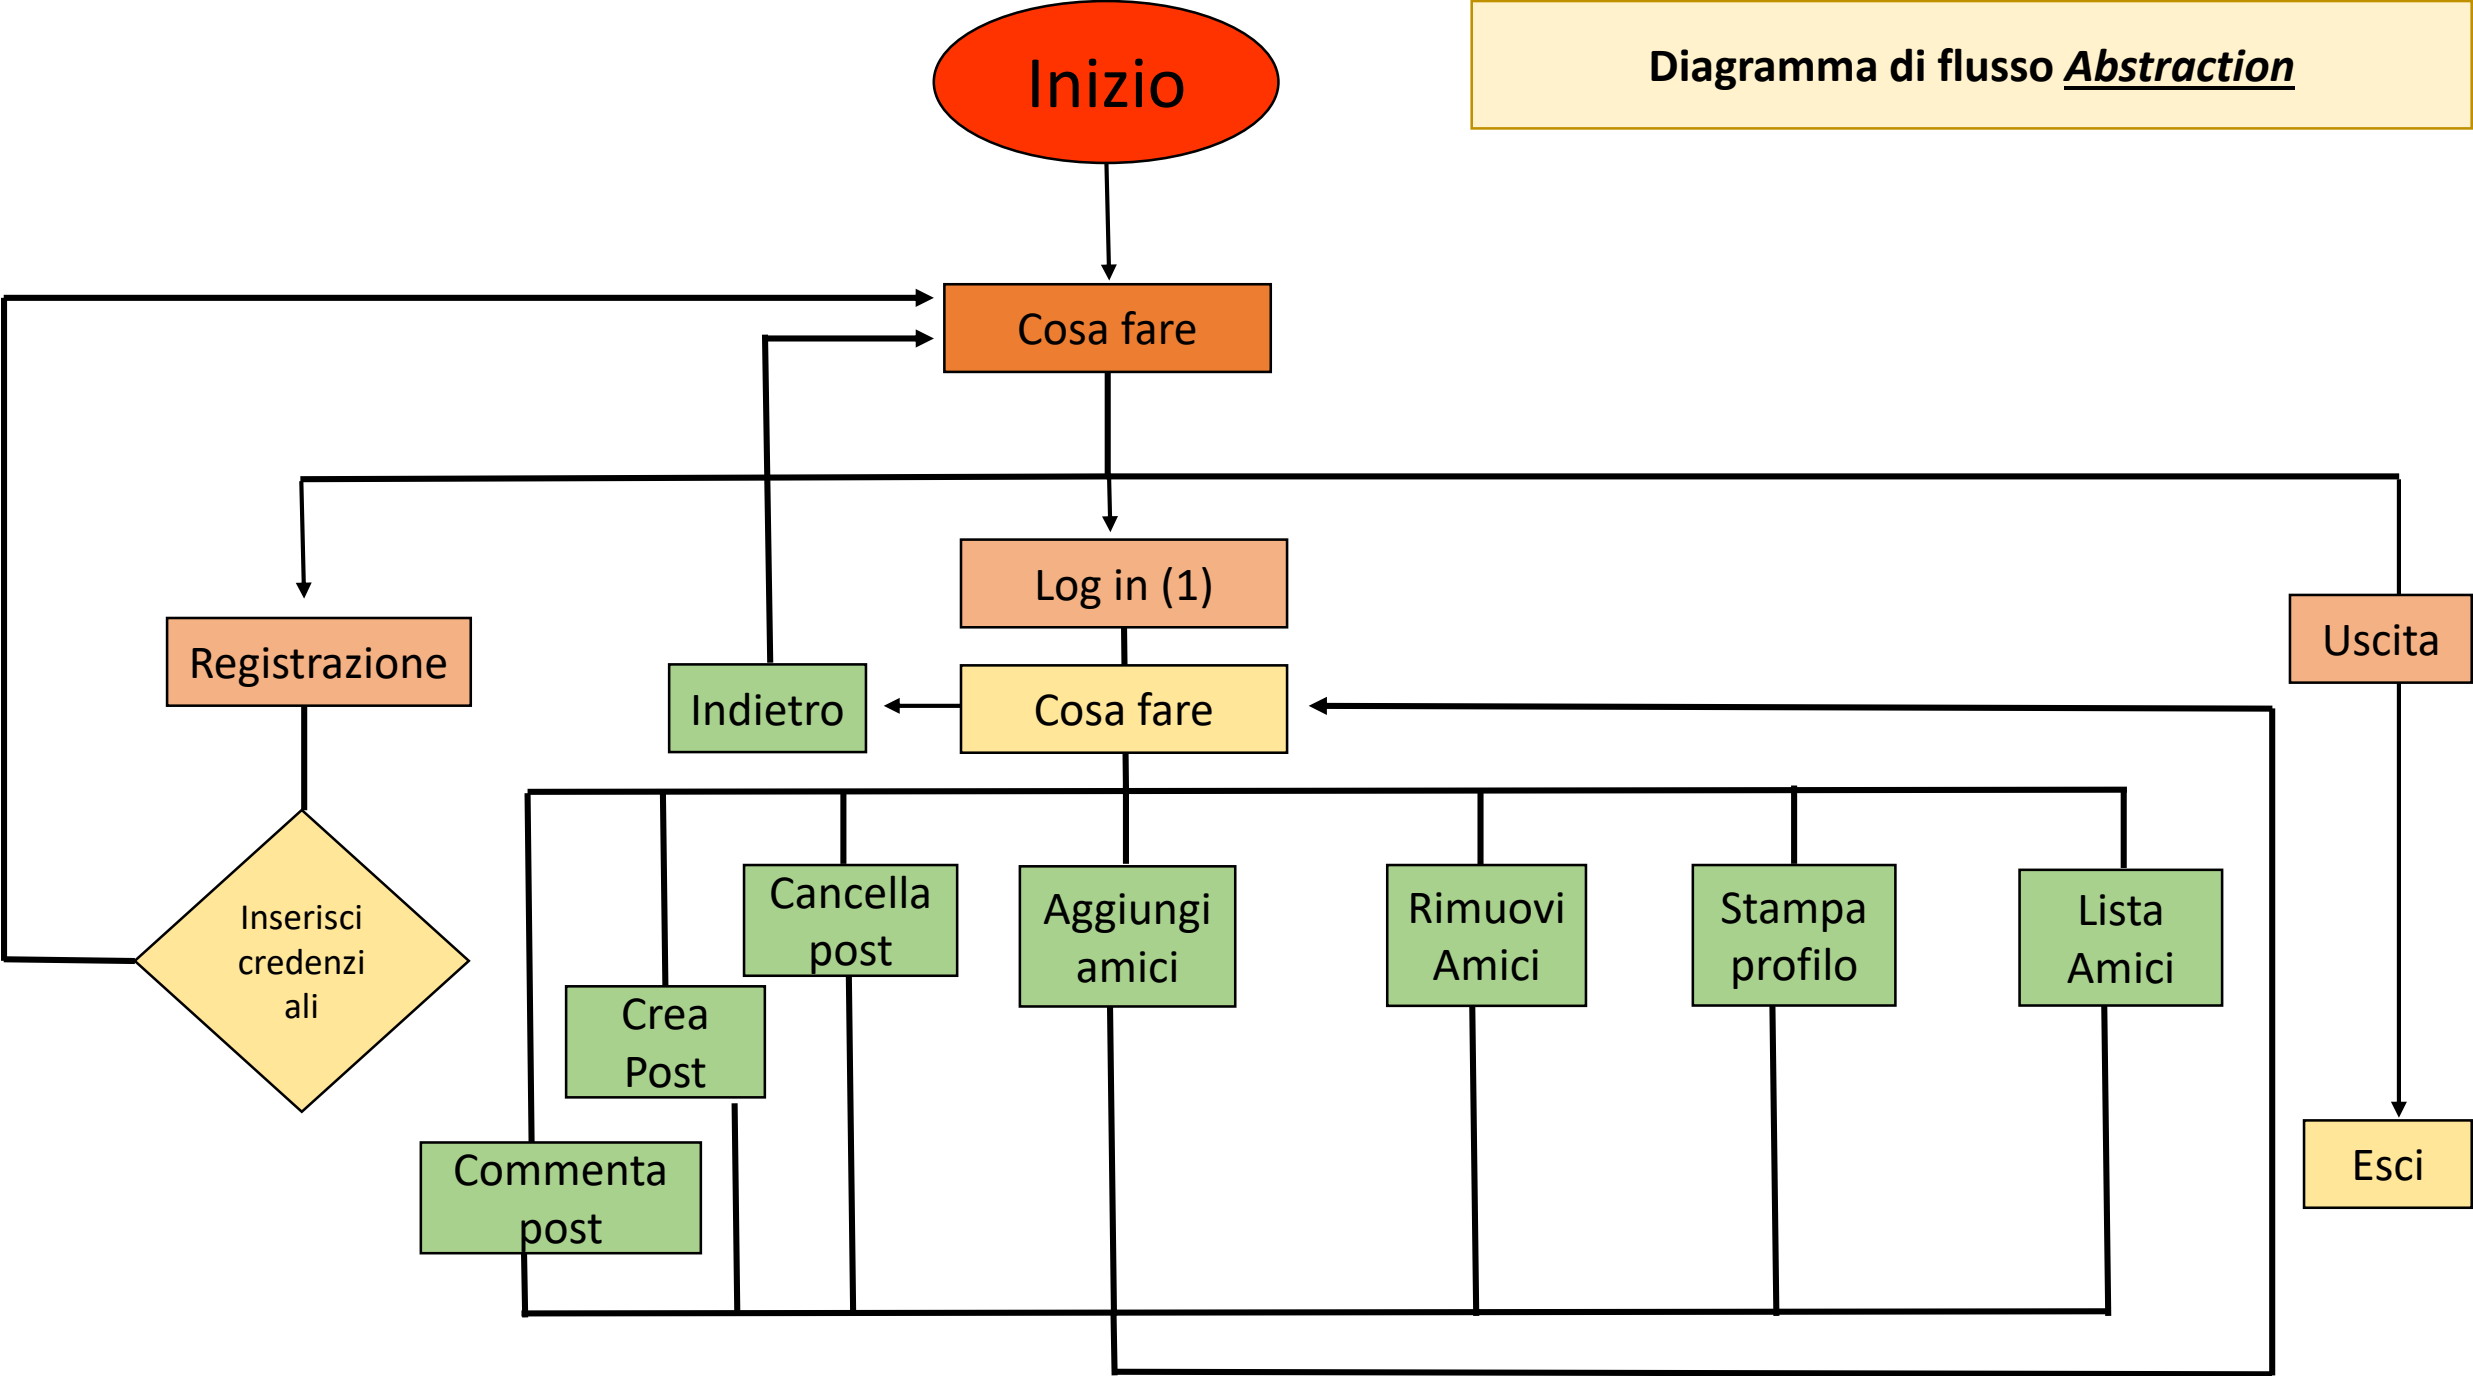 Inizio
Diagramma di flusso Abstraction
Cosa fare
Log in (1)
Registrazione
Uscita
Indietro
Cosa fare
Inserisci
credenzi
ali
Cancella
post
Aggiungi
amici
Rimuovi
Amici
Stampa
profilo
Lista
Amici
Crea
Post
Commenta
post
Esci